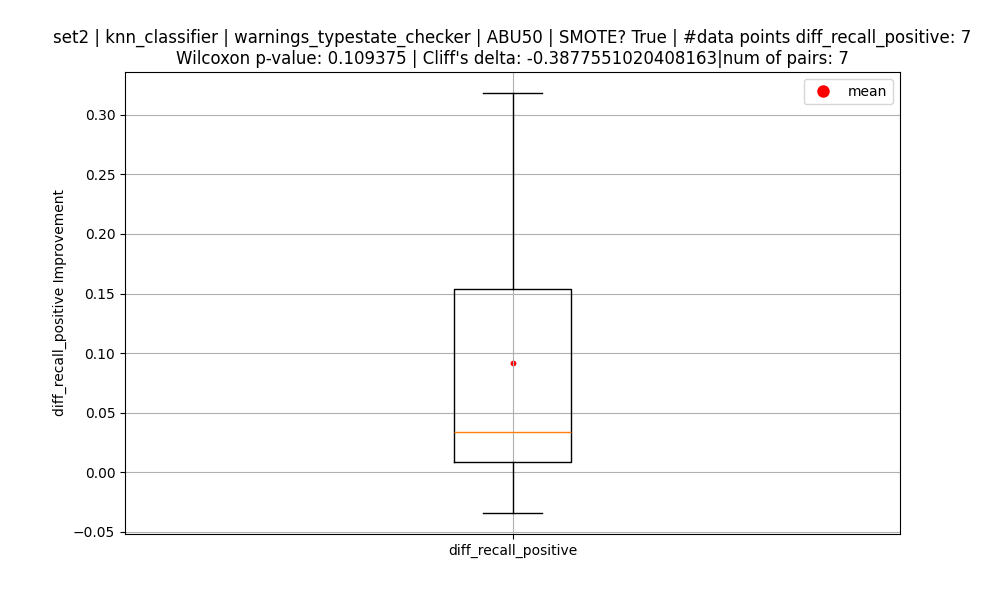 set2 | knn_classifier | warnings_typestate_checker | ABU50 | SMOTE? True | #data points diff_recall_positive: 7
Wilcoxon p-value: 0.109375 | Cliff's delta: -0.3877551020408163|num of pairs: 7
mean
0.30
0.25
0.20
0.15
0.10
0.05
0.00
−0.05
diff_recall_positive Improvement
diff_recall_positive